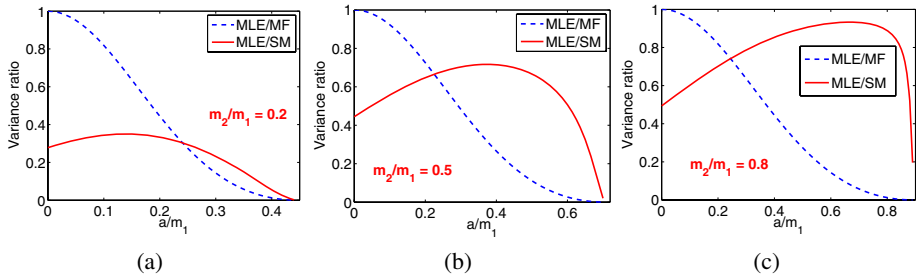 1
0.8
0.6
0.4
0.2
0
Variance ratio
MLE/MF
MLE/SM
m2/m1 = 0.2
0 0.1 0.2 0.3 0.4
a/m1
(a)
1
0.8
0.6
0.4
0.2
0
Variance ratio
MLE/MF
MLE/SM
m2/m1 = 0.5
0 0.2 0.4 0.6
a/m1
(b)
1
0.8
0.6
0.4
0.2
0
Variance ratio
MLE/MF
MLE/SM
m2/m1 = 0.8
0 0.2 0.4 0.6 0.8
a/m1
(c)